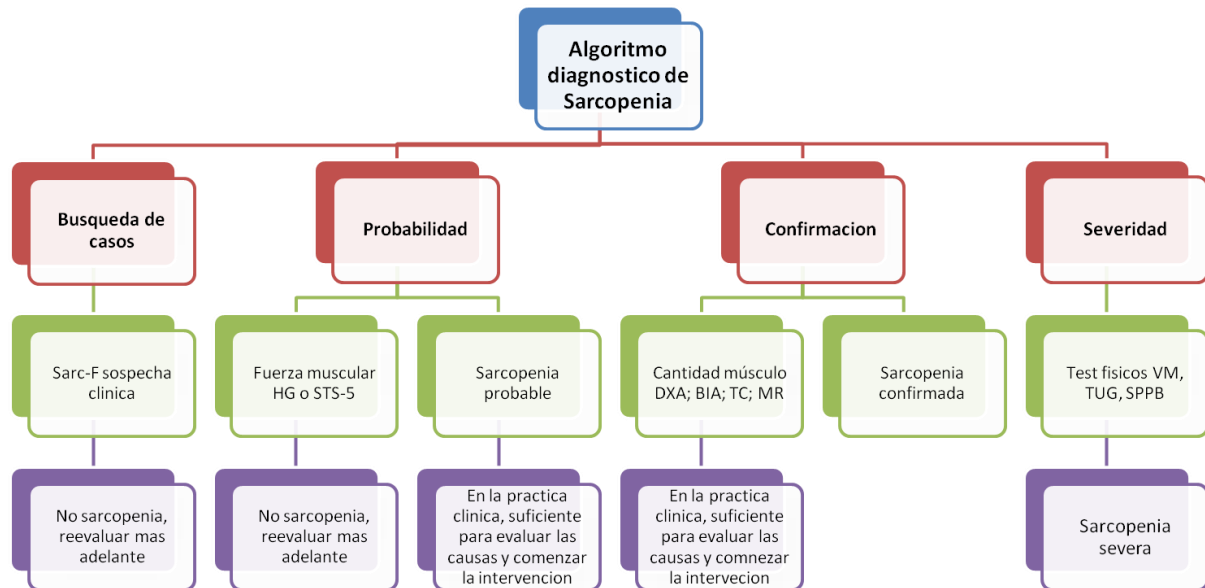 Algoritmo
diagnostico de
Sarcopenia
Busqueda de
casos
Probabilidad
Confirmacion
Severidad
Sarc-F sospecha
clinica
Fuerza muscular
HG o STS-5
Sarcopenia
probable
Cantidad músculo
DXA; BIA; TC; MR
Sarcopenia
confirmada
Test fisicos VM,
TUG, SPPB
No sarcopenia,
reevaluar mas
adelante
No sarcopenia,
reevaluar mas
adelante
En la practica
clinica, suficiente
para evaluar las
causas y comenzar
la intervencion
En la practica
clinica, suficiente
para evaluar las
causas y comnezar
la intervecion
Sarcopenia
severa